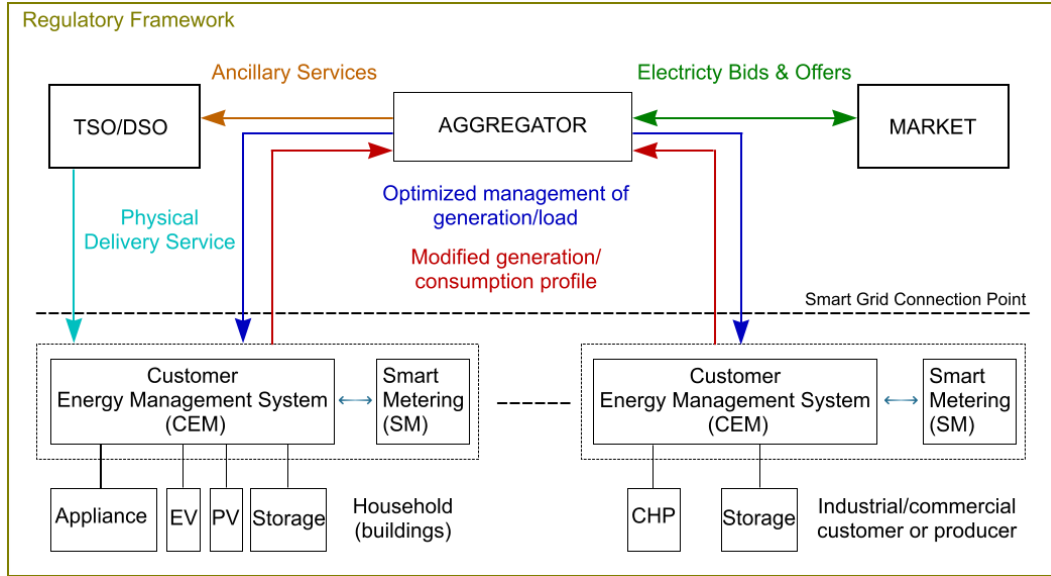 Regulatory Framework
Ancillary Services
Electricty Bids & Offers
TSO/DSO
AGGREGATOR
MARKET
Physical
Delivery Service
Optimized management of
generation/load
Modified generation/
consumption profile
Smart Grid Connection Point
Customer
Energy Management System
(CEM)
Smart
Metering
(SM)
Customer
Energy Management System
(CEM)
Smart
Metering
(SM)
Appliance
EV
PV
Storage
Household
(buildings)
CHP
Storage
Industrial/commercial
customer or producer